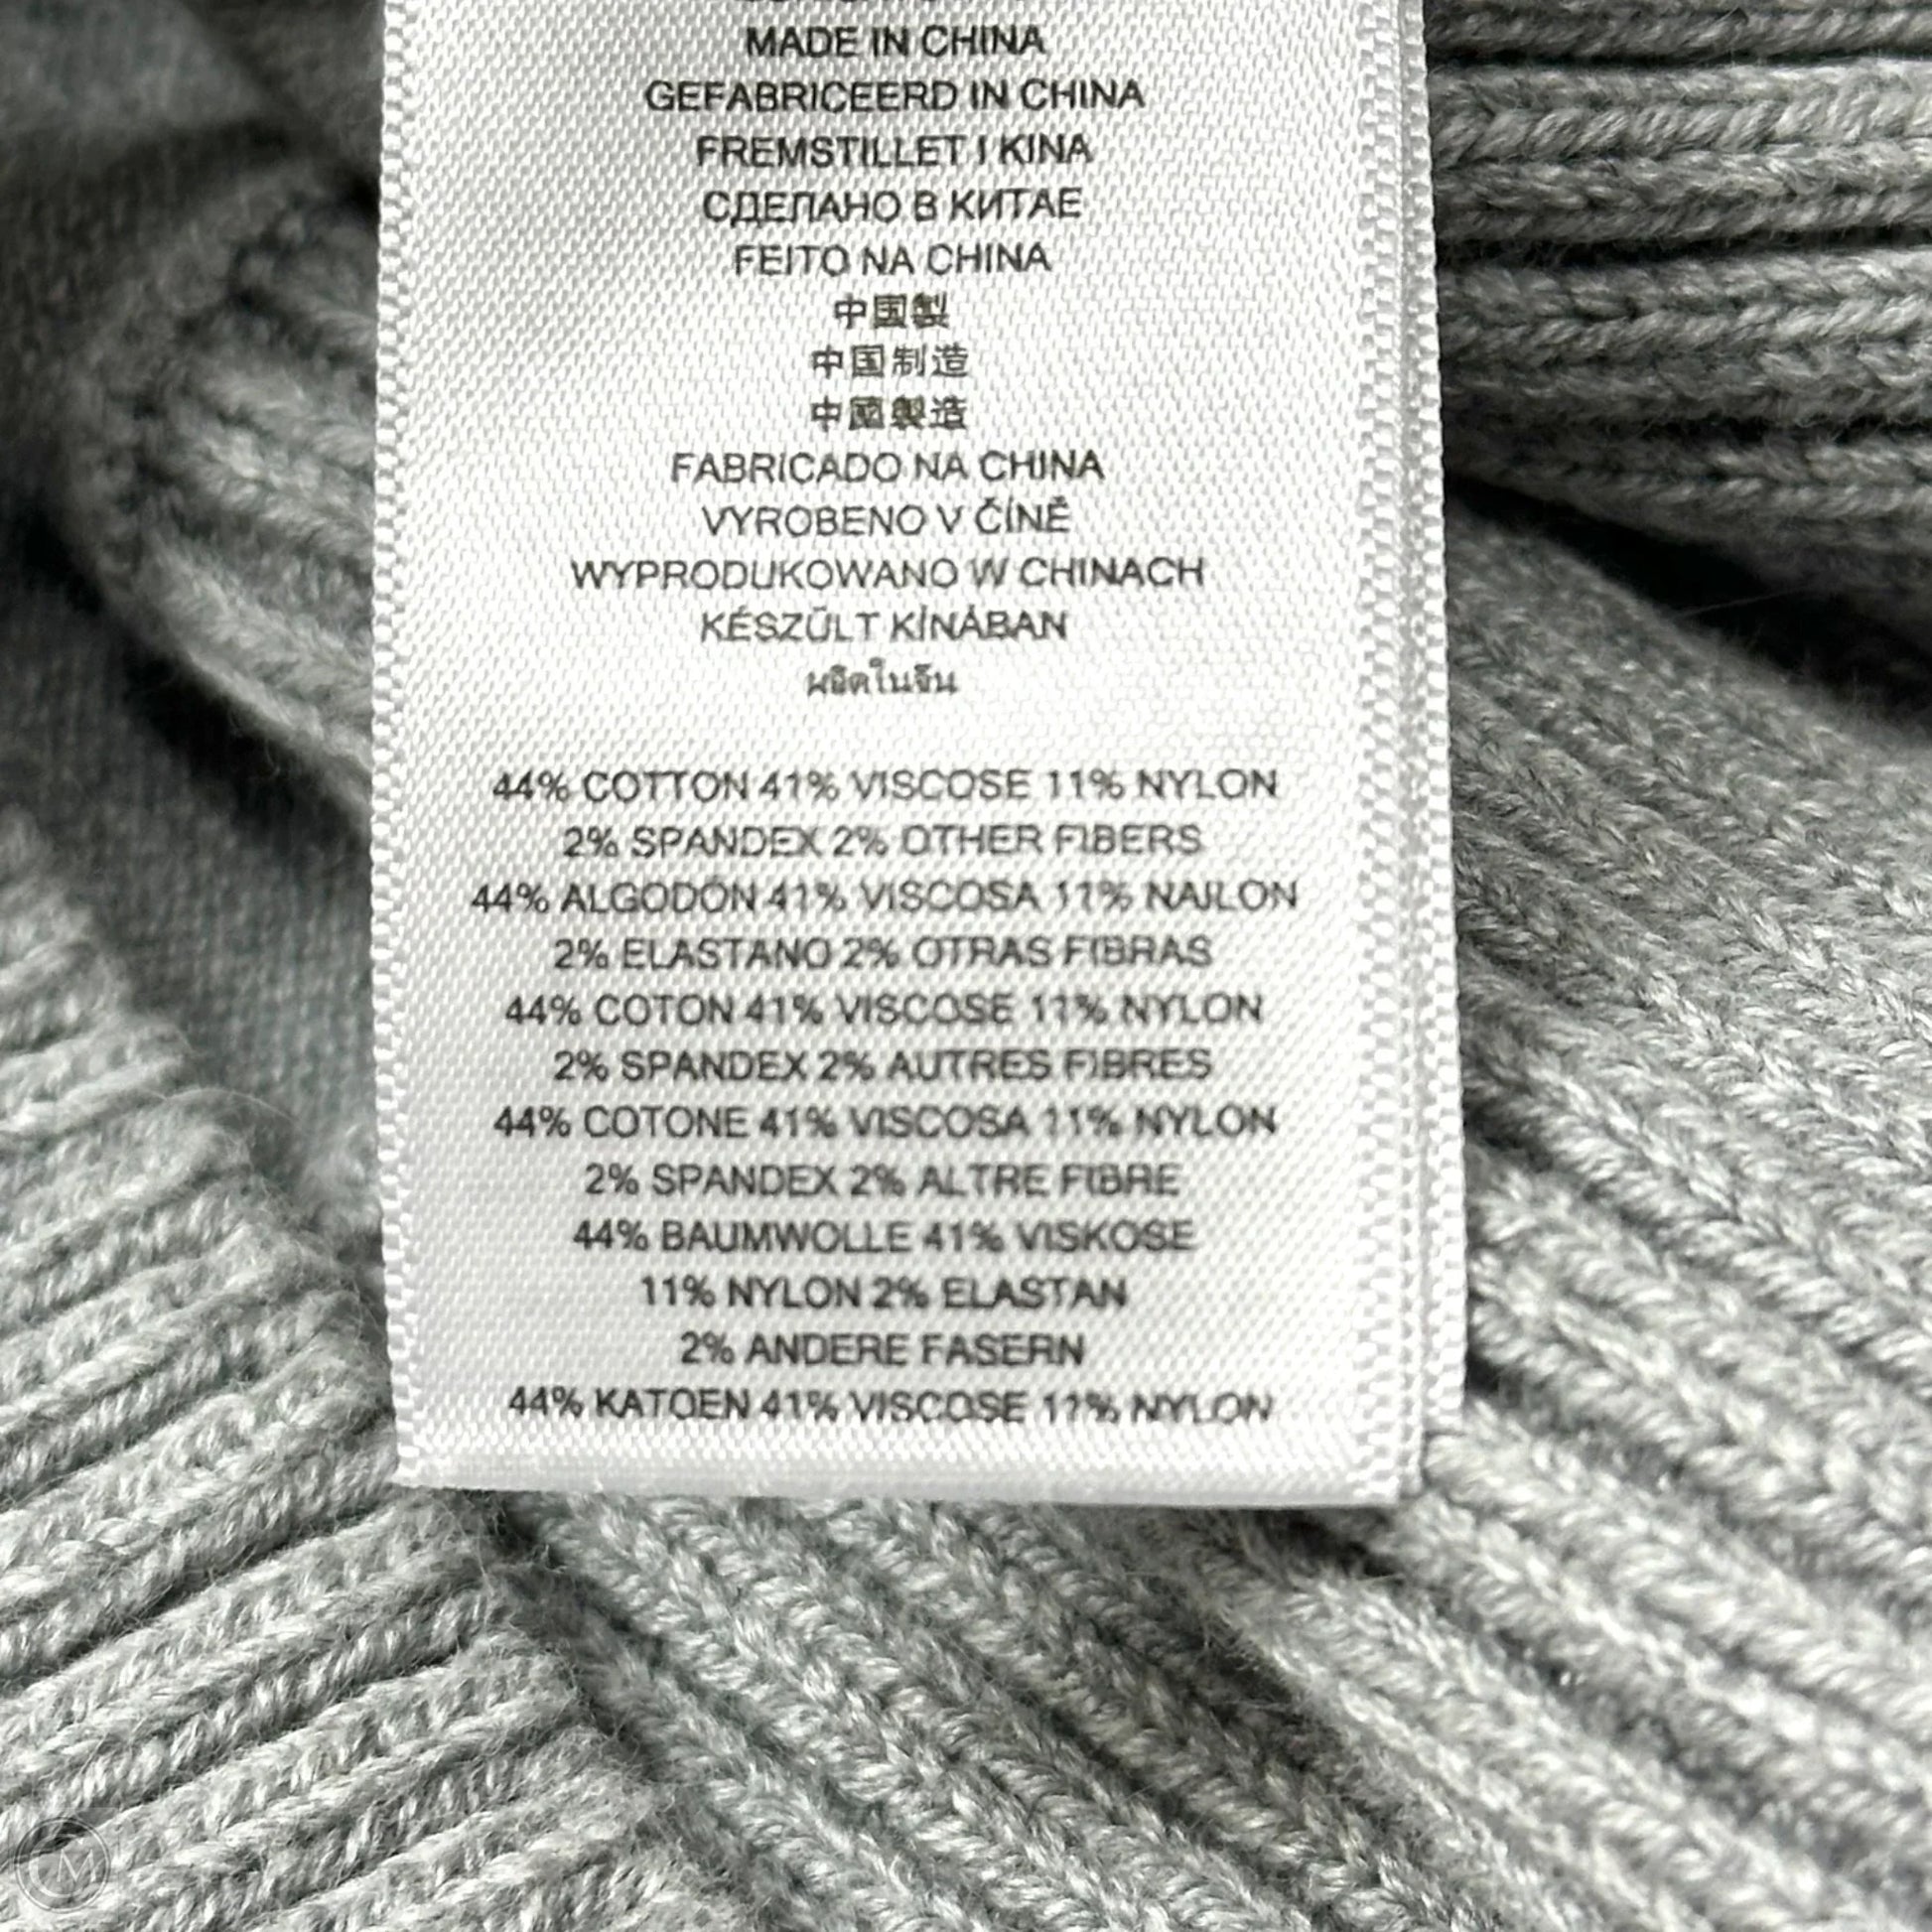 MADE IN CHINA
GEFABRICEERD IN CHINA
FREMSTILLET I KINA
СДЕЛАНО В КИТАЕ
FEITO NA CHINA
中国製
中国制造
中國製造
FABRICADO NA CHINA
VYROBENO V ČÍNĚ
WYPRODUKOWANO W CHINACH
KÉSZÜLT KÍNÁBAN
ผลิตในจีน
44% COTTON 41% VISCOSE 11% NYLON
2% SPANDEX 2% OTHER FIBERS
44% ALGODÓN 41% VISCOSA 11% NAILON
2% ELASTANO 2% OTRAS FIBRAS
44% COTON 41% VISCOSE 11% NYLON
2% SPANDEX 2% AUTRES FIBRES
44% COTONE 41% VISCOSA 11% NYLON
2% SPANDEX 2% ALTRE FIBRE
44% BAUMWOLLE 41% VISKOSE
11% NYLON 2% ELASTAN
2% ANDERE FASERN
44% KATOEN 41% VISCOSE 11% NYLON
CM